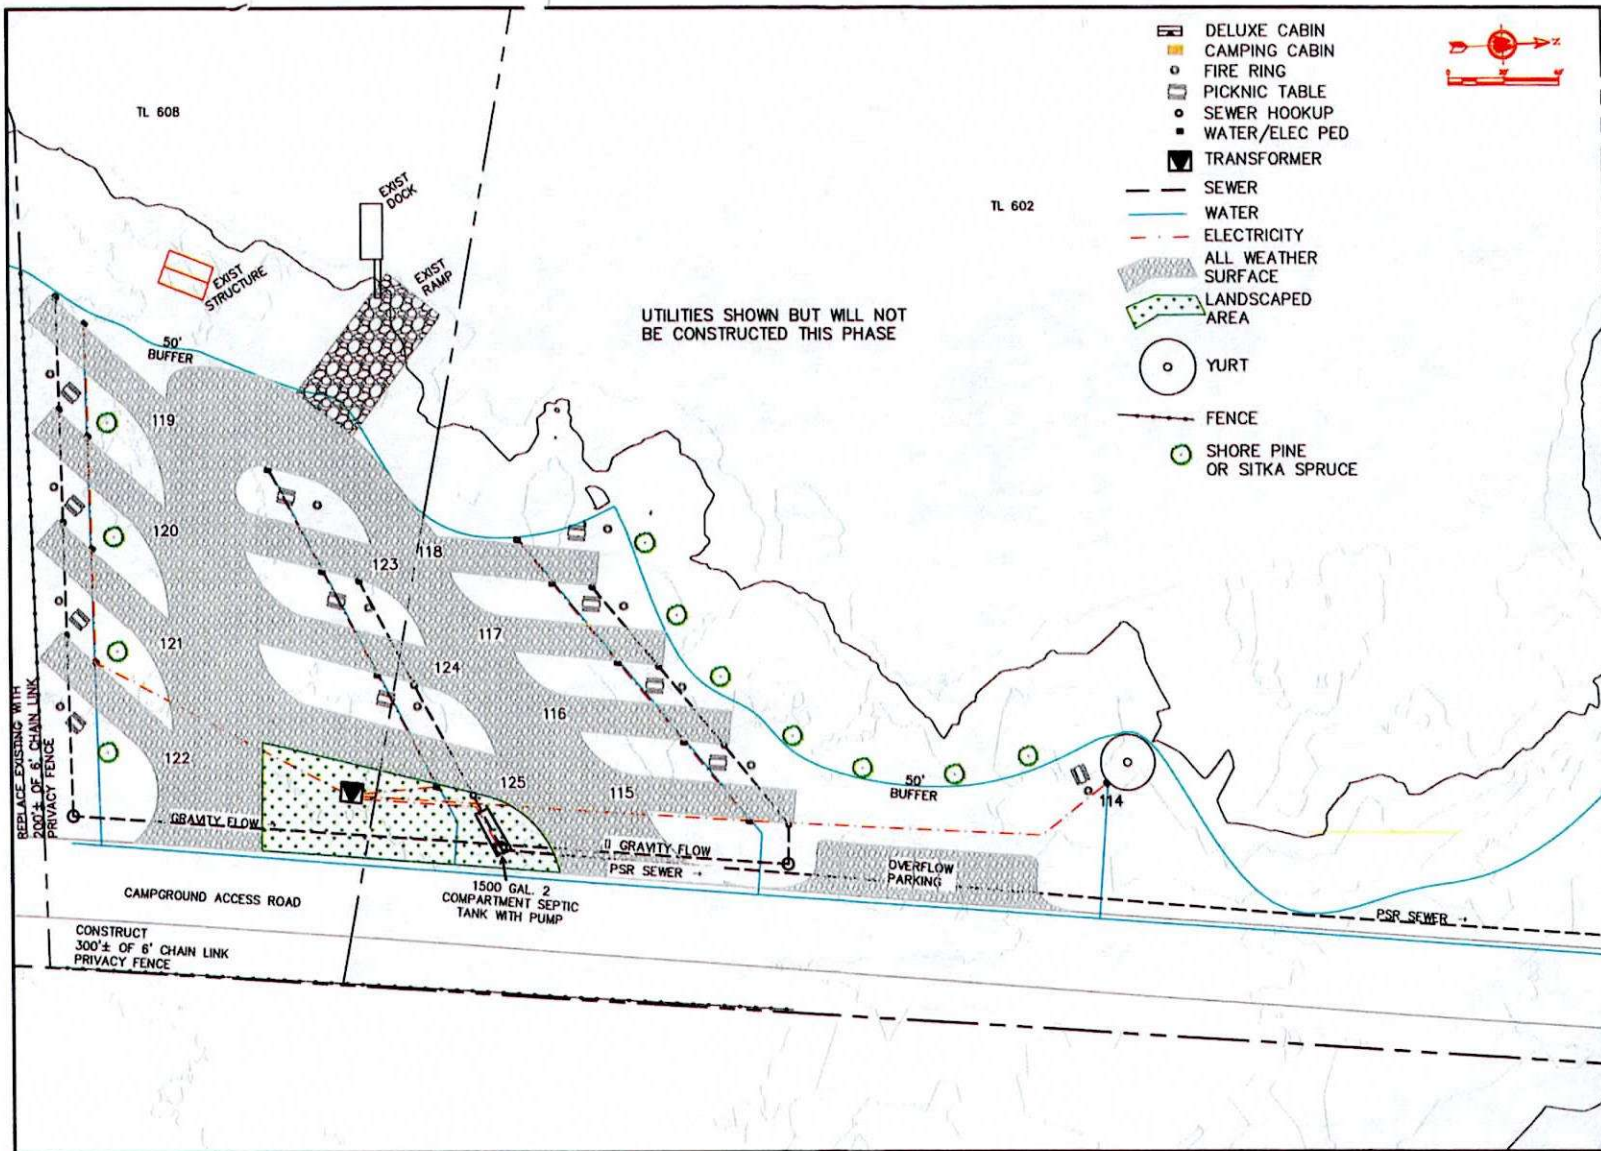 DELUXE CABIN
CAMPING CABIN
FIRE RING
PICKNIC TABLE
SEWER HOOKUP
WATER/ELEC PED
TRANSFORMER
SEWER
WATER
ELECTRICITY
ALL WEATHER
SURFACE
LANDSCAPED
AREA
YURT
FENCE
SHORE PINE
OR SITKA SPRUCE
Z
TL 608
TL 602
EXIST
DOCK
EXIST
RAMP
EXIST
STRUCTURE
UTILITIES SHOWN BUT WILL NOT
BE CONSTRUCTED THIS PHASE
50'
BUFFER
119
120
121
122
123
118
117
124
116
125
115
114
50'
BUFFER
REPLACE EXISTING WITH
200'± OF 6' CHAIN LINK
PRIVACY FENCE
GRAVITY FLOW →
GRAVITY FLOW
PSR SEWER →
OVERFLOW
PARKING
PSR SEWER →
1500 GAL. 2
COMPARTMENT SEPTIC
TANK WITH PUMP
CAMPGROUND ACCESS ROAD
CONSTRUCT
300'± OF 6' CHAIN LINK
PRIVACY FENCE